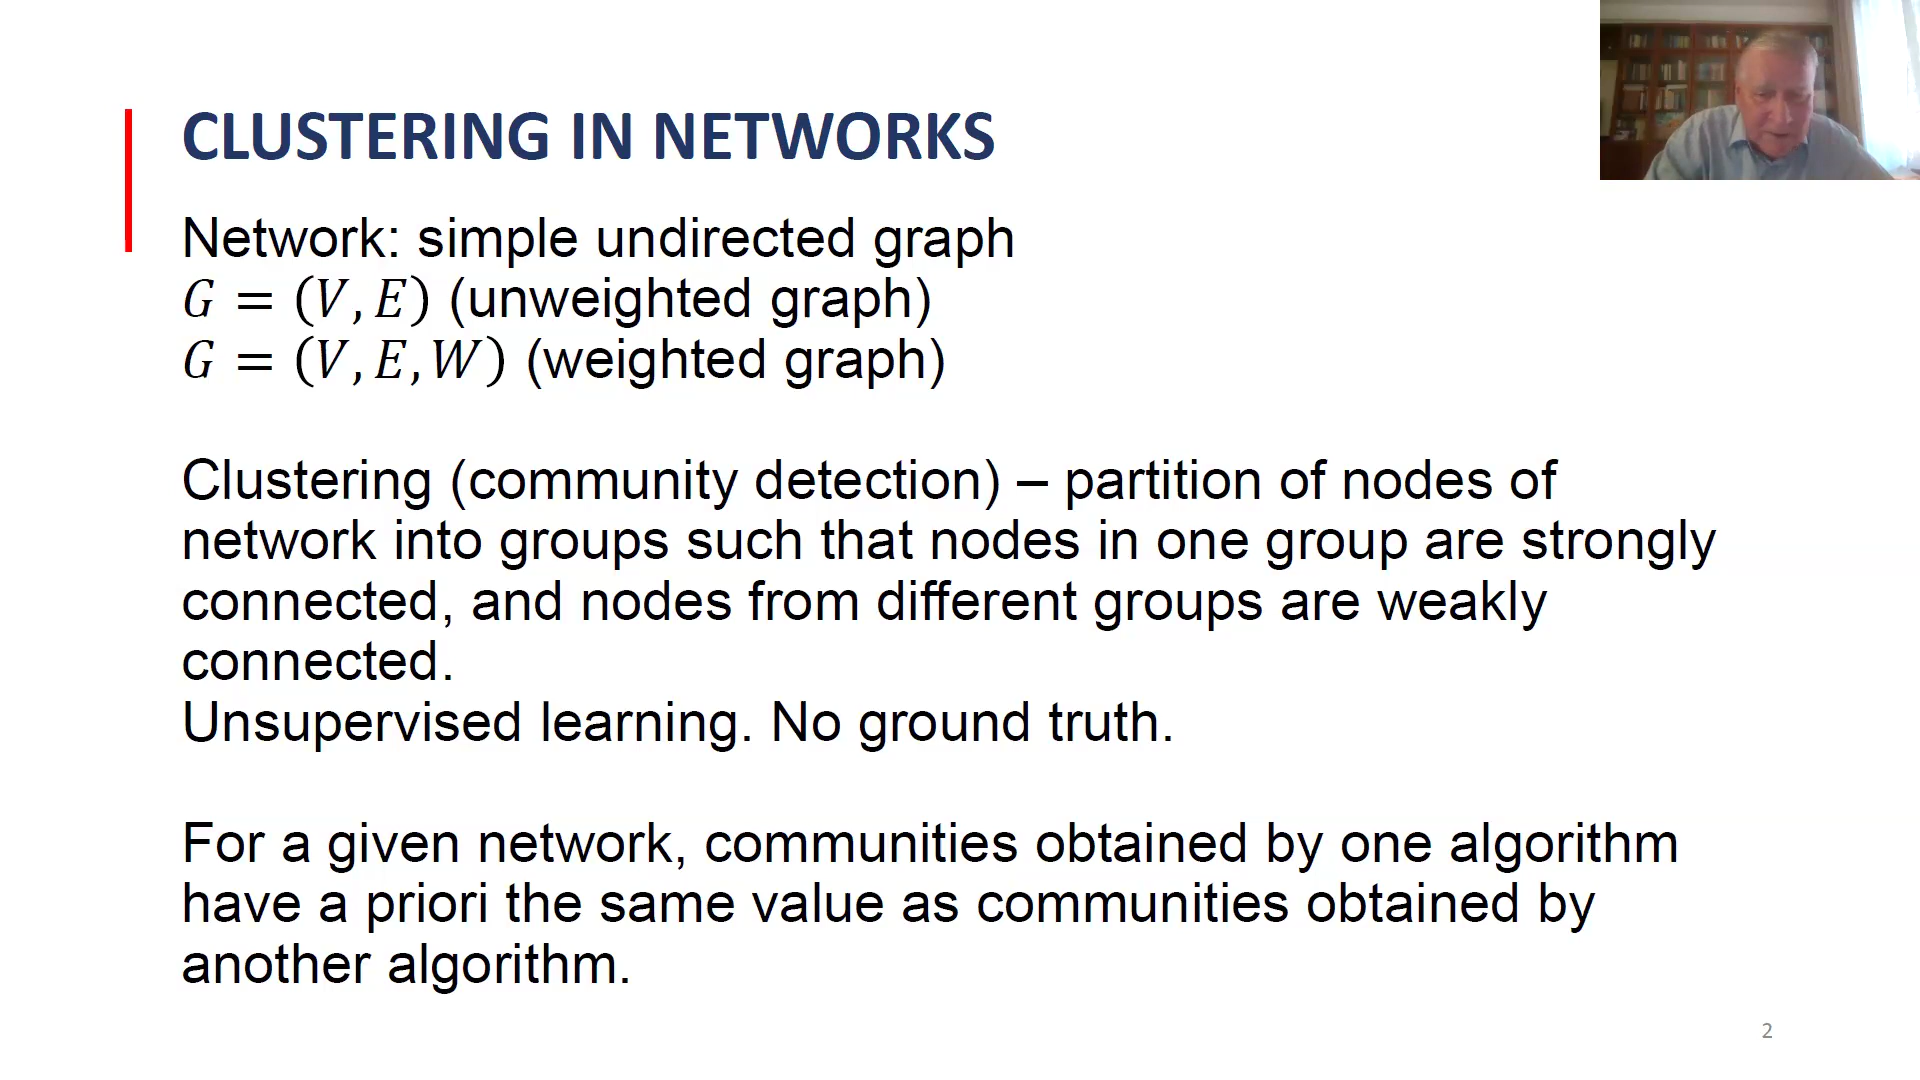 CLUSTERING IN NETWORKS
Network: simple undirected graph
G = (V, E) (unweighted graph)
G = (V, E, W) (weighted graph)
Clustering (community detection) – partition of nodes of
network into groups such that nodes in one group are strongly
connected, and nodes from different groups are weakly
connected.
Unsupervised learning. No ground truth.
For a given network, communities obtained by one algorithm
have a priori the same value as communities obtained by
another algorithm.
2